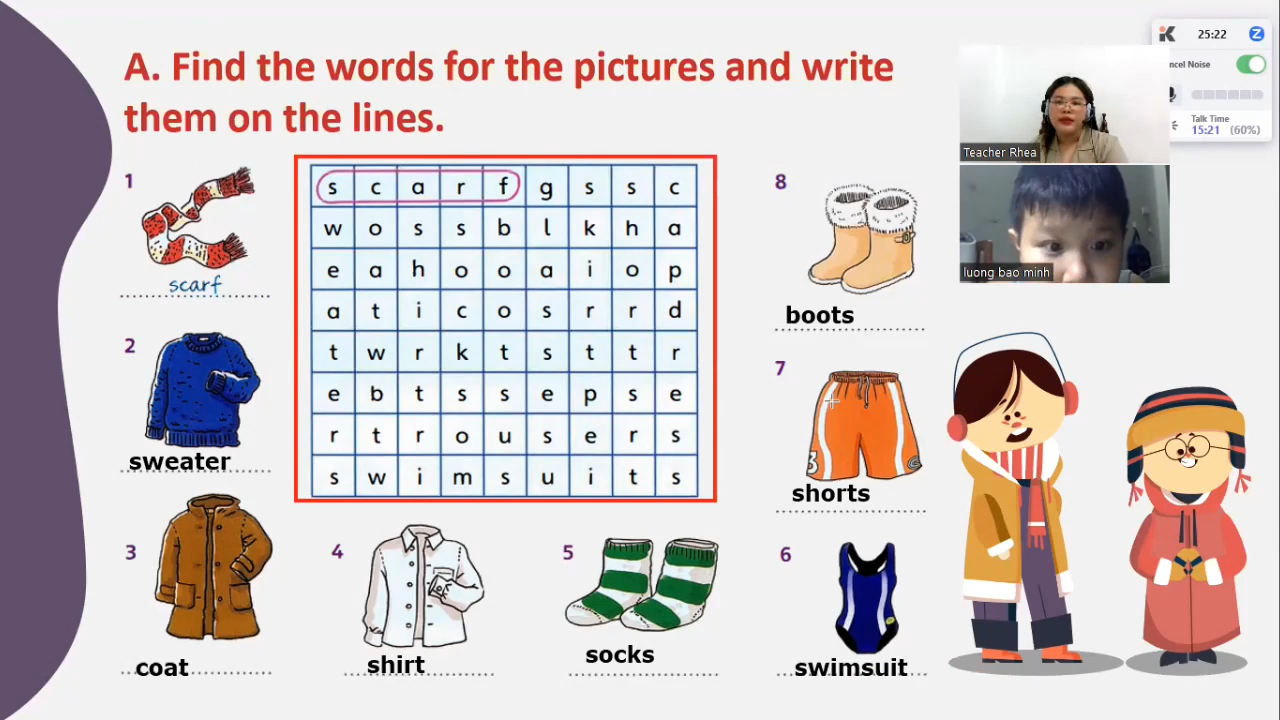 A. Find the words for the pictures and write
them on the lines.
25:22
Cancel Noise
Talk Time
15:21 (60%)
Teacher Rhea
luong bao minh
1
scarf
2
sweater
3
coat
4
shirt
5
socks
6
swimsuit
7
shorts
8
boots
s c a r f g s s c
w o s s b l k h a
e a h o o a i o p
a t i c o s r r d
t w r k t s t t r
e b t s s e p s e
r t r o u s e r s
s w i m s u i t s